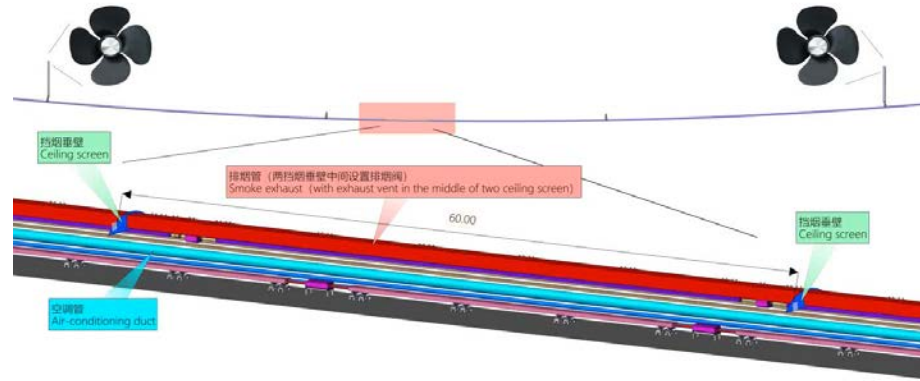 挡烟垂壁
Ceiling screen
排烟管（两挡烟垂壁中间设置排烟阀）
Smoke exhaust (with exhaust vent in the middle of two ceiling screen)
60.00
挡烟垂壁
Ceiling screen
空调管
Air-conditioning duct